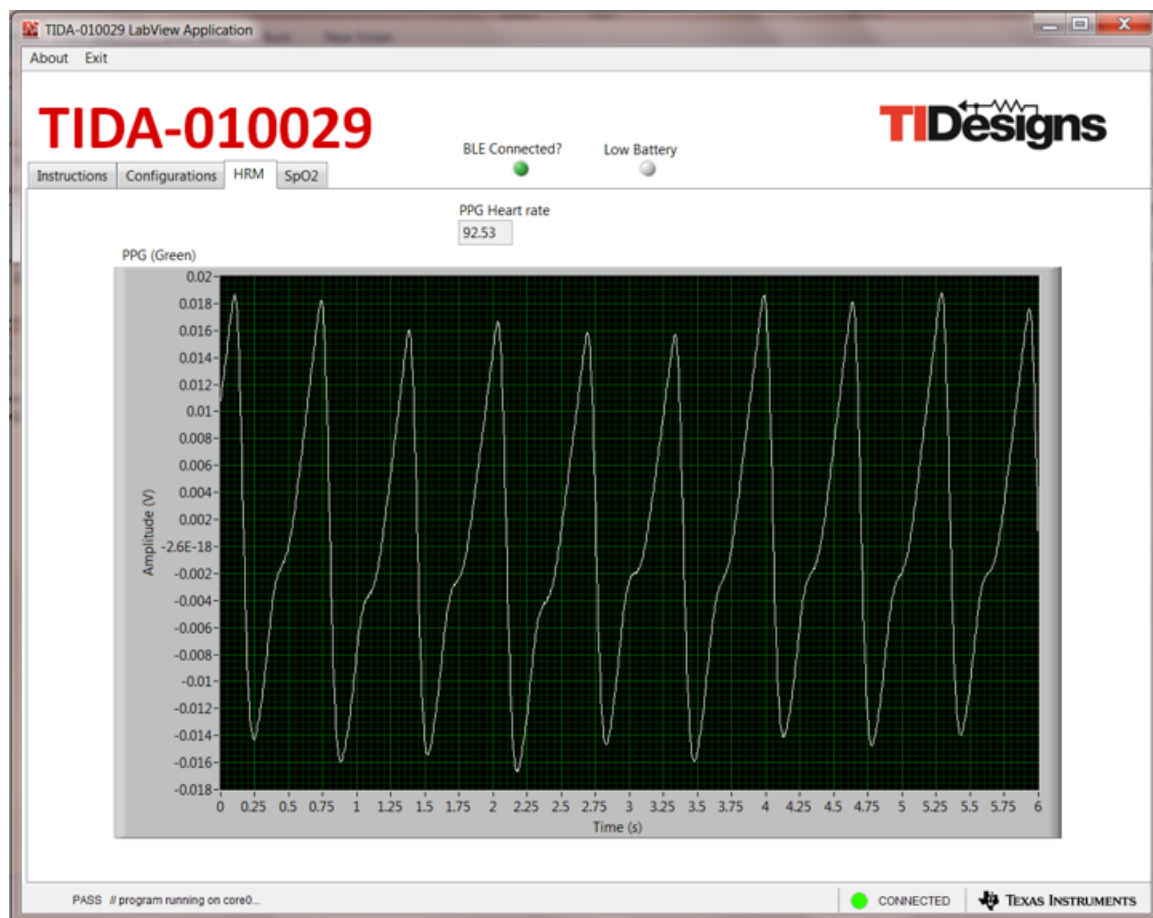 TIDA-010029 LabView Application
About Exit
TIDA-010029
TIDesigns
BLE Connected? Low Battery
Instructions Configurations HRM SpO2
PPG Heart rate
92.53
PPG (Green)
0.02
0.018
0.016
0.014
0.012
0.01
0.008
0.006
0.004
0.002
-2.6E-18
-0.002
-0.004
-0.006
-0.008
-0.01
-0.012
-0.014
-0.016
-0.018
Amplitude (V)
0 0.25 0.5 0.75 1 1.25 1.5 1.75 2 2.25 2.5 2.75 3 3.25 3.5 3.75 4 4.25 4.5 4.75 5 5.25 5.5 5.75 6
Time (s)
PASS // program running on core0...
CONNECTED
TEXAS INSTRUMENTS